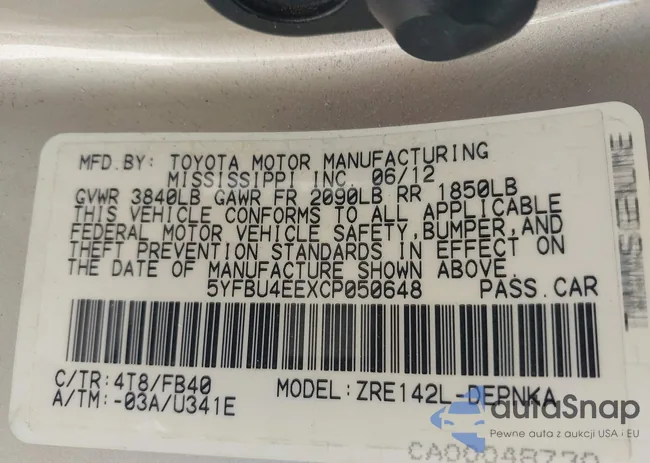 MFD.BY: TOYOTA MOTOR MANUFACTURING
MISSISSIPPI INC. 06/12
GVWR 3840LB GAWR FR 2090LB RR 1850LB
THIS VEHICLE CONFORMS TO ALL APPLICABLE
FEDERAL MOTOR VEHICLE SAFETY,BUMPER,AND
THEFT PREVENTION STANDARDS IN EFFECT ON
THE DATE OF MANUFACTURE SHOWN ABOVE.
5YFBU4EEXCP050648 PASS.CAR
C/TR:4T8/FB40 MODEL:ZRE142L-DEPNKA
A/TM:-03A/U341E
autaSnap
Pewne auta z aukcji USA i EU